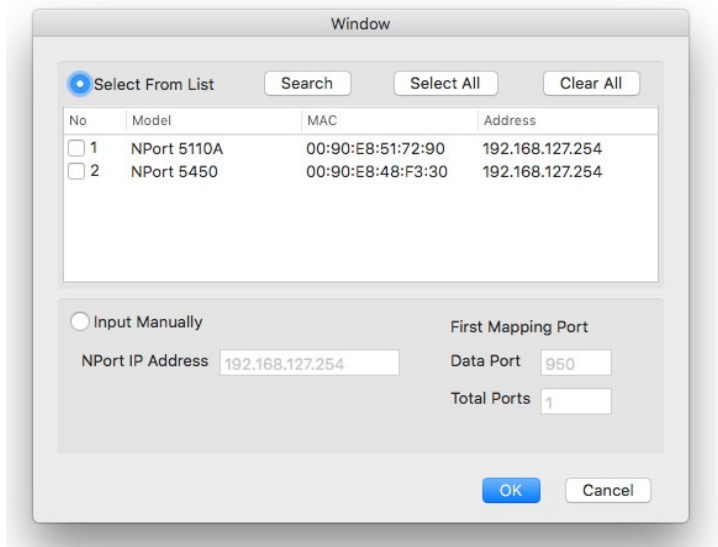 Window
Select From List Search Select All Clear All
No Model MAC Address
1 NPort 5110A 00:90:E8:51:72:90 192.168.127.254
2 NPort 5450 00:90:E8:48:F3:30 192.168.127.254
Input Manually
First Mapping Port
NPort IP Address 192.168.127.254 Data Port 950
Total Ports 1
OK Cancel